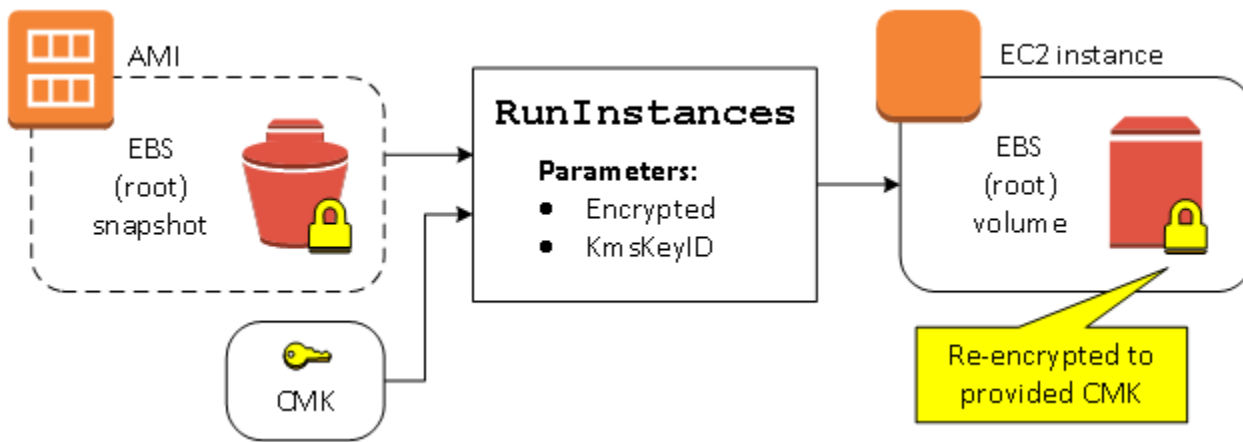 AMI
EBS
(root)
snapshot
CMK
RunInstances
Parameters:
● Encrypted
● KmsKeyID
EC2 instance
EBS
(root)
volume
Re-encrypted to
provided CMK